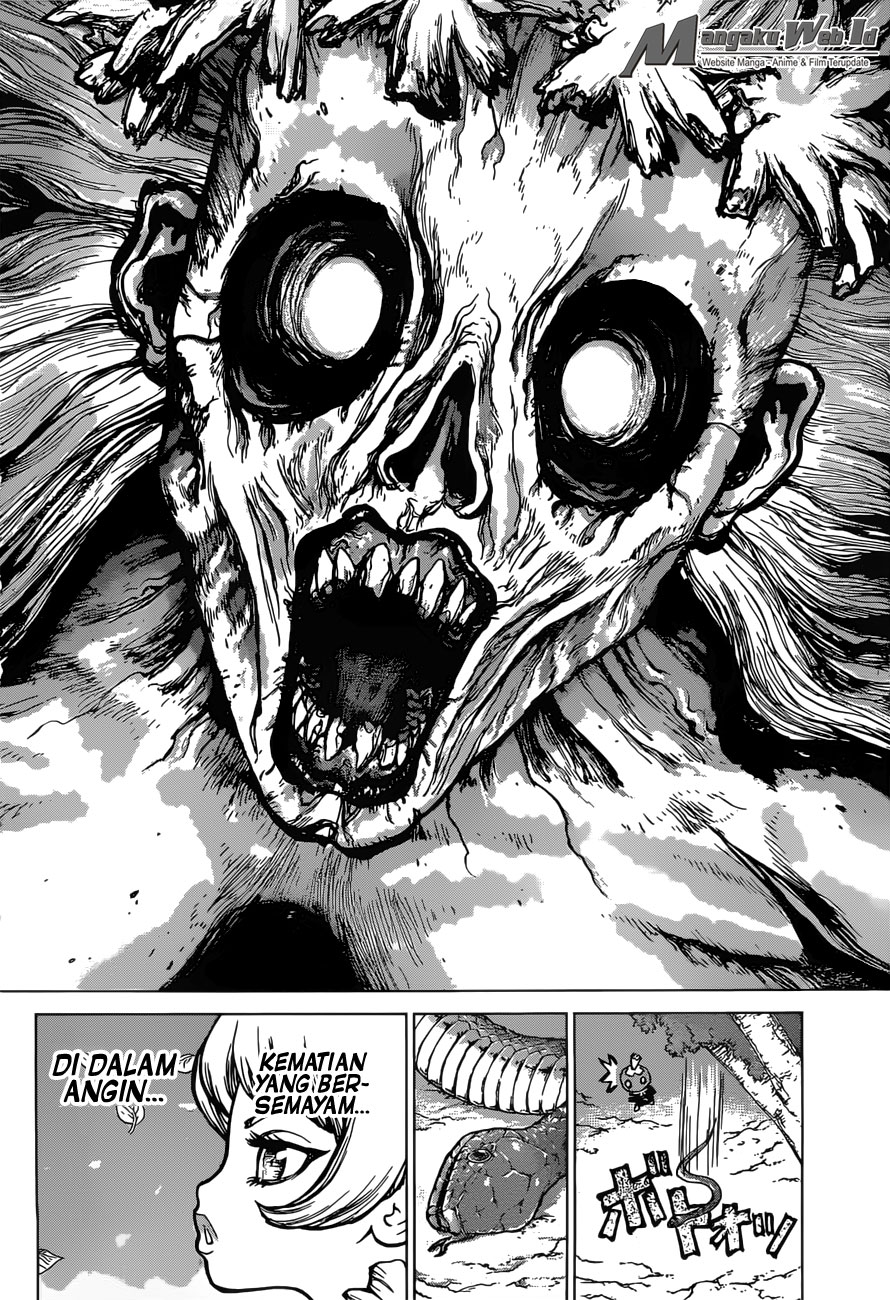 Mangaku.Web.Id
Website Manga - Anime & Film Terupdate
DI DALAM
ANGIN...
KEMATIAN
YANG BER-
SEMAYAM...